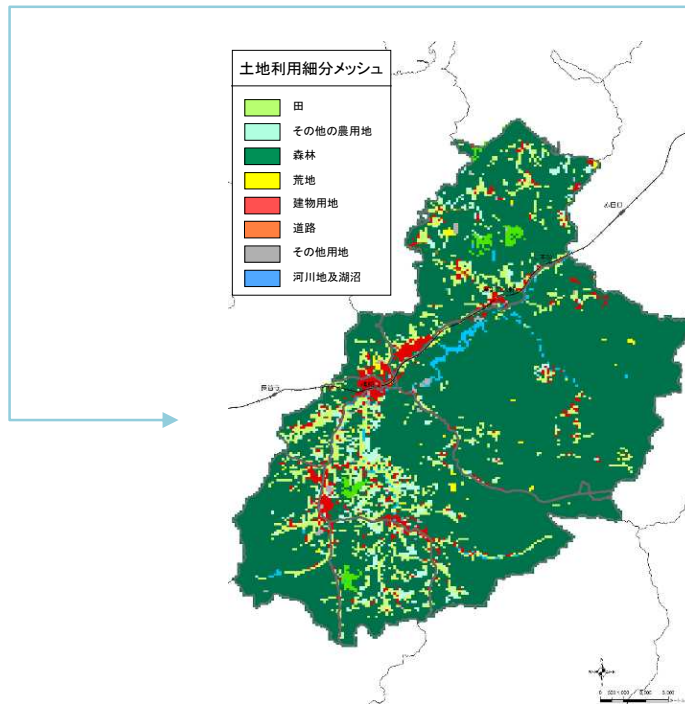 土地利用細分メッシュ
田
その他の農用地
森林
荒地
建物用地
道路
その他用地
河川地及湖沼